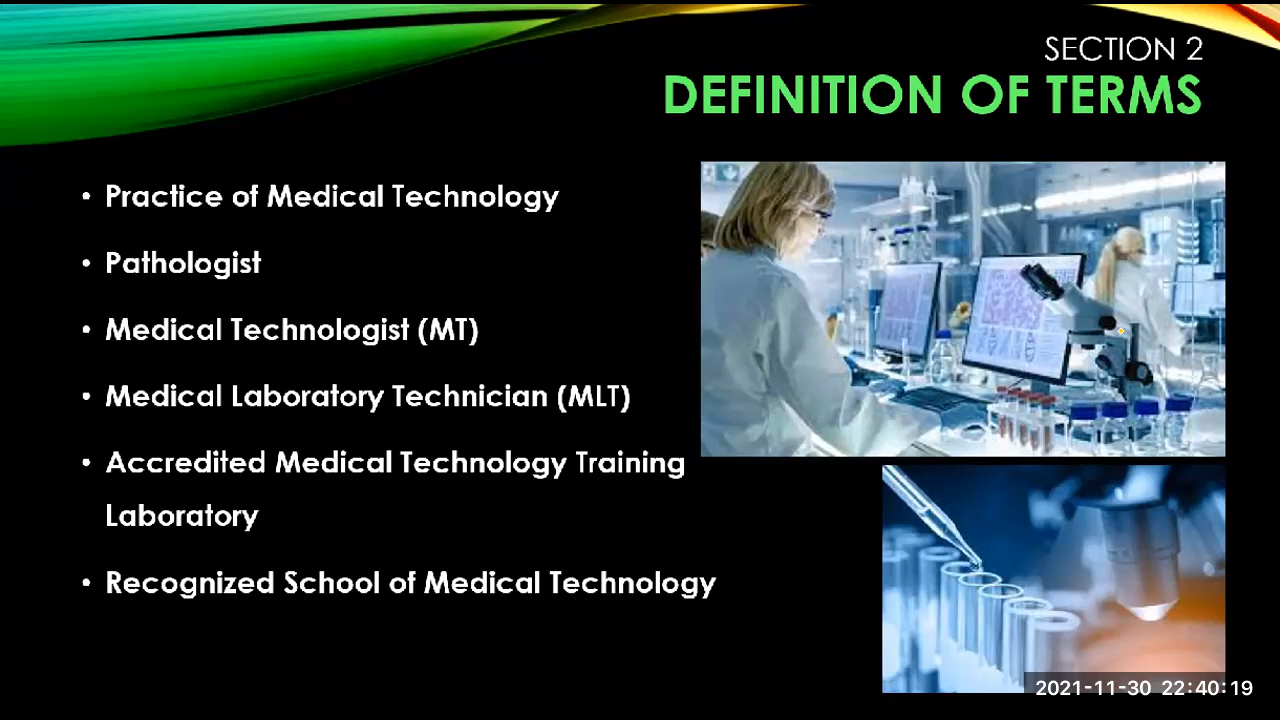 SECTION 2
DEFINITION OF TERMS
• Practice of Medical Technology
• Pathologist
• Medical Technologist (MT)
• Medical Laboratory Technician (MLT)
• Accredited Medical Technology Training
Laboratory
• Recognized School of Medical Technology
2021-11-30 22:40:19